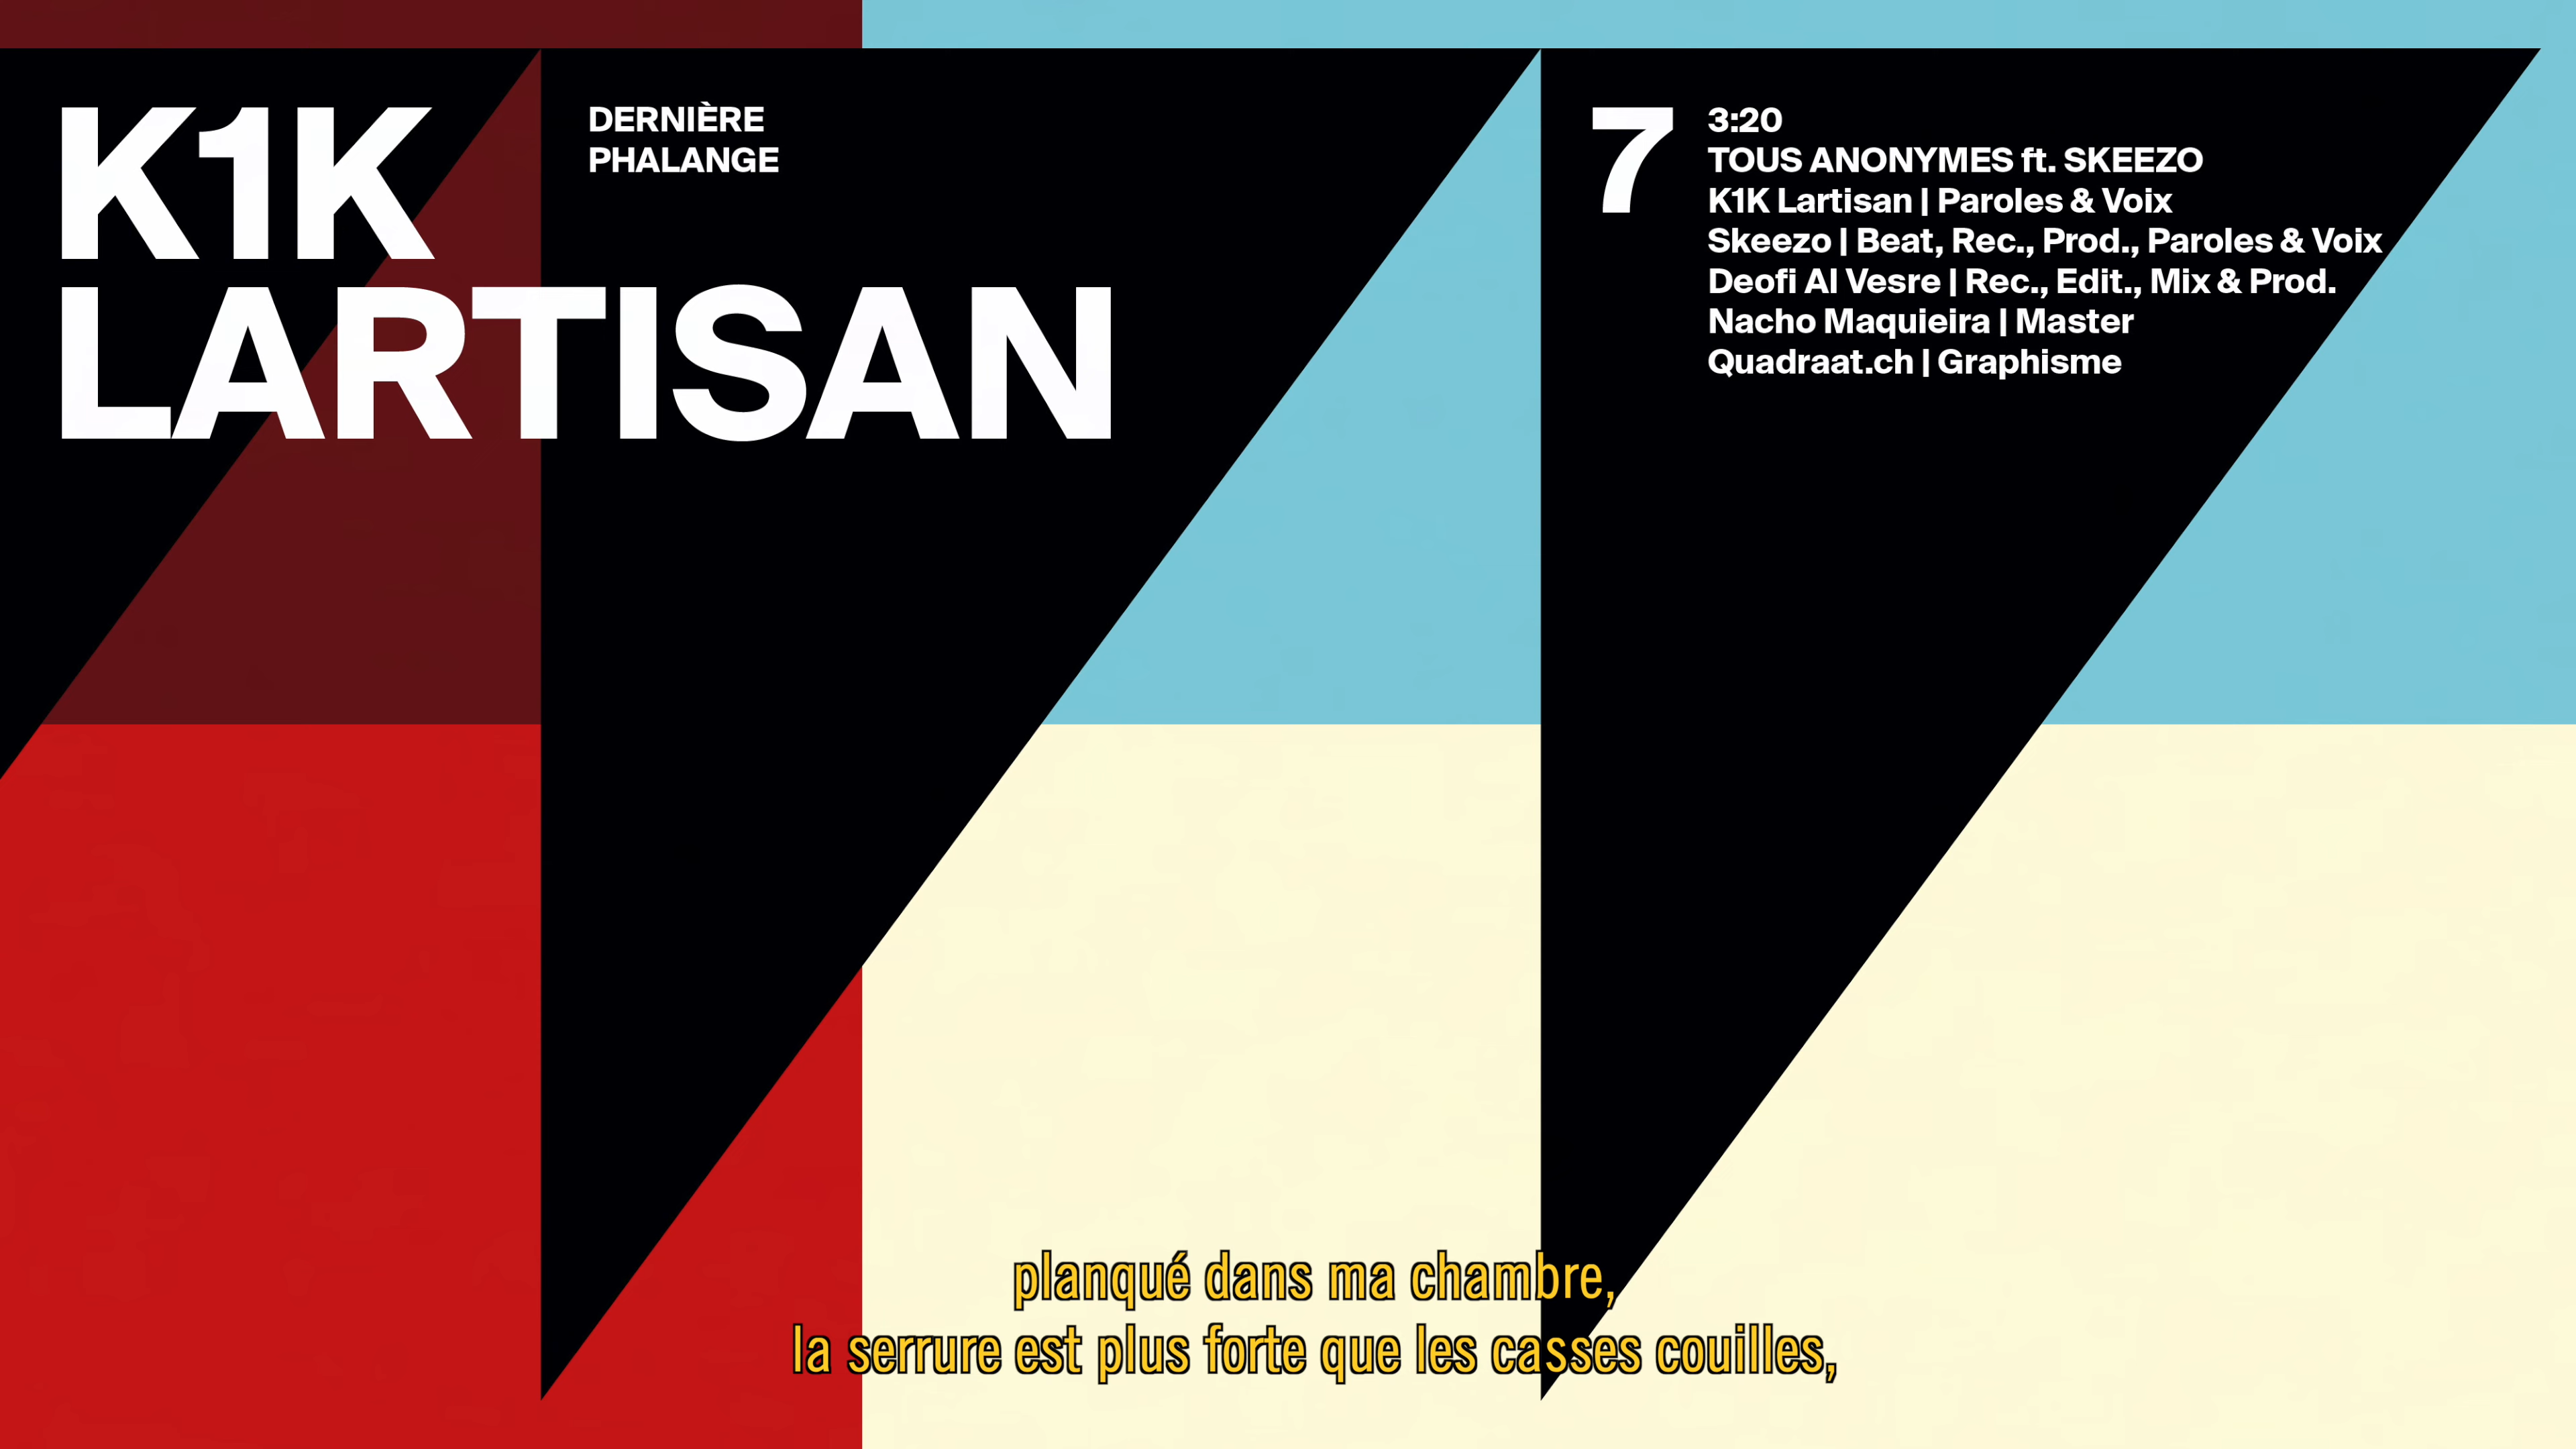 K1K
LARTISAN
DERNIÈRE
PHALANGE
7
3:20
TOUS ANONYMES ft. SKEEZO
K1K Lartisan | Paroles & Voix
Skeezo | Beat, Rec., Prod., Paroles & Voix
Deofi Al Vesre | Rec., Edit., Mix & Prod.
Nacho Maquieira | Master
Quadraat.ch | Graphisme
planqué dans ma chambre,
la serrure est plus forte que les casses couilles,